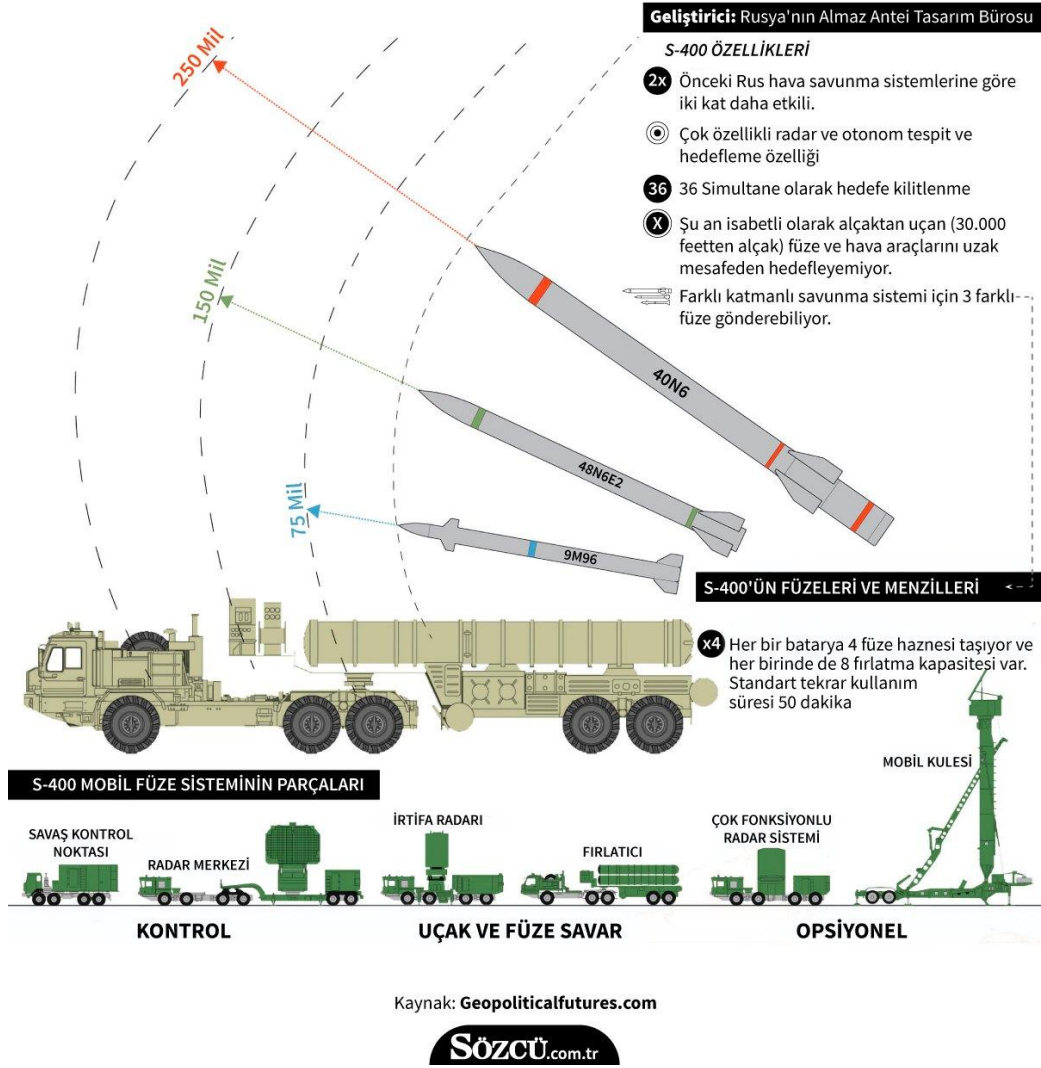 Geliştirici: Rusya'nın Almaz Antei Tasarım Bürosu
S-400 ÖZELLİKLERİ
2x Önceki Rus hava savunma sistemlerine göre
iki kat daha etkili.
Çok özellikli radar ve otonom tespit ve
hedefleme özelliği
36 36 Simultane olarak hedefe kilitlenme
X Şu an isabetli olarak alçaktan uçan (30.000
feetten alçak) füze ve hava araçlarını uzak
mesafeden hedefleyemiyor.
Farklı katmanlı savunma sistemi için 3 farklı
füze gönderebiliyor.
250 Mil
150 Mil
75 Mil
40N6
48N6E2
9M96
S-400'ÜN FÜZELERİ VE MENZİLLERİ
x4 Her bir batarya 4 füze haznesi taşıyor ve
her birinde de 8 fırlatma kapasitesi var.
Standart tekrar kullanım
süresi 50 dakika
S-400 MOBİL FÜZE SİSTEMİNİN PARÇALARI
SAVAŞ KONTROL
NOKTASI
RADAR MERKEZİ
İRTİFA RADARI
FIRLATICI
ÇOK FONKSİYONLU
RADAR SİSTEMİ
MOBİL KULESİ
KONTROL
UÇAK VE FÜZE SAVAR
OPSİYONEL
Kaynak: Geopoliticalfutures.com
SÖZCÜ.com.tr